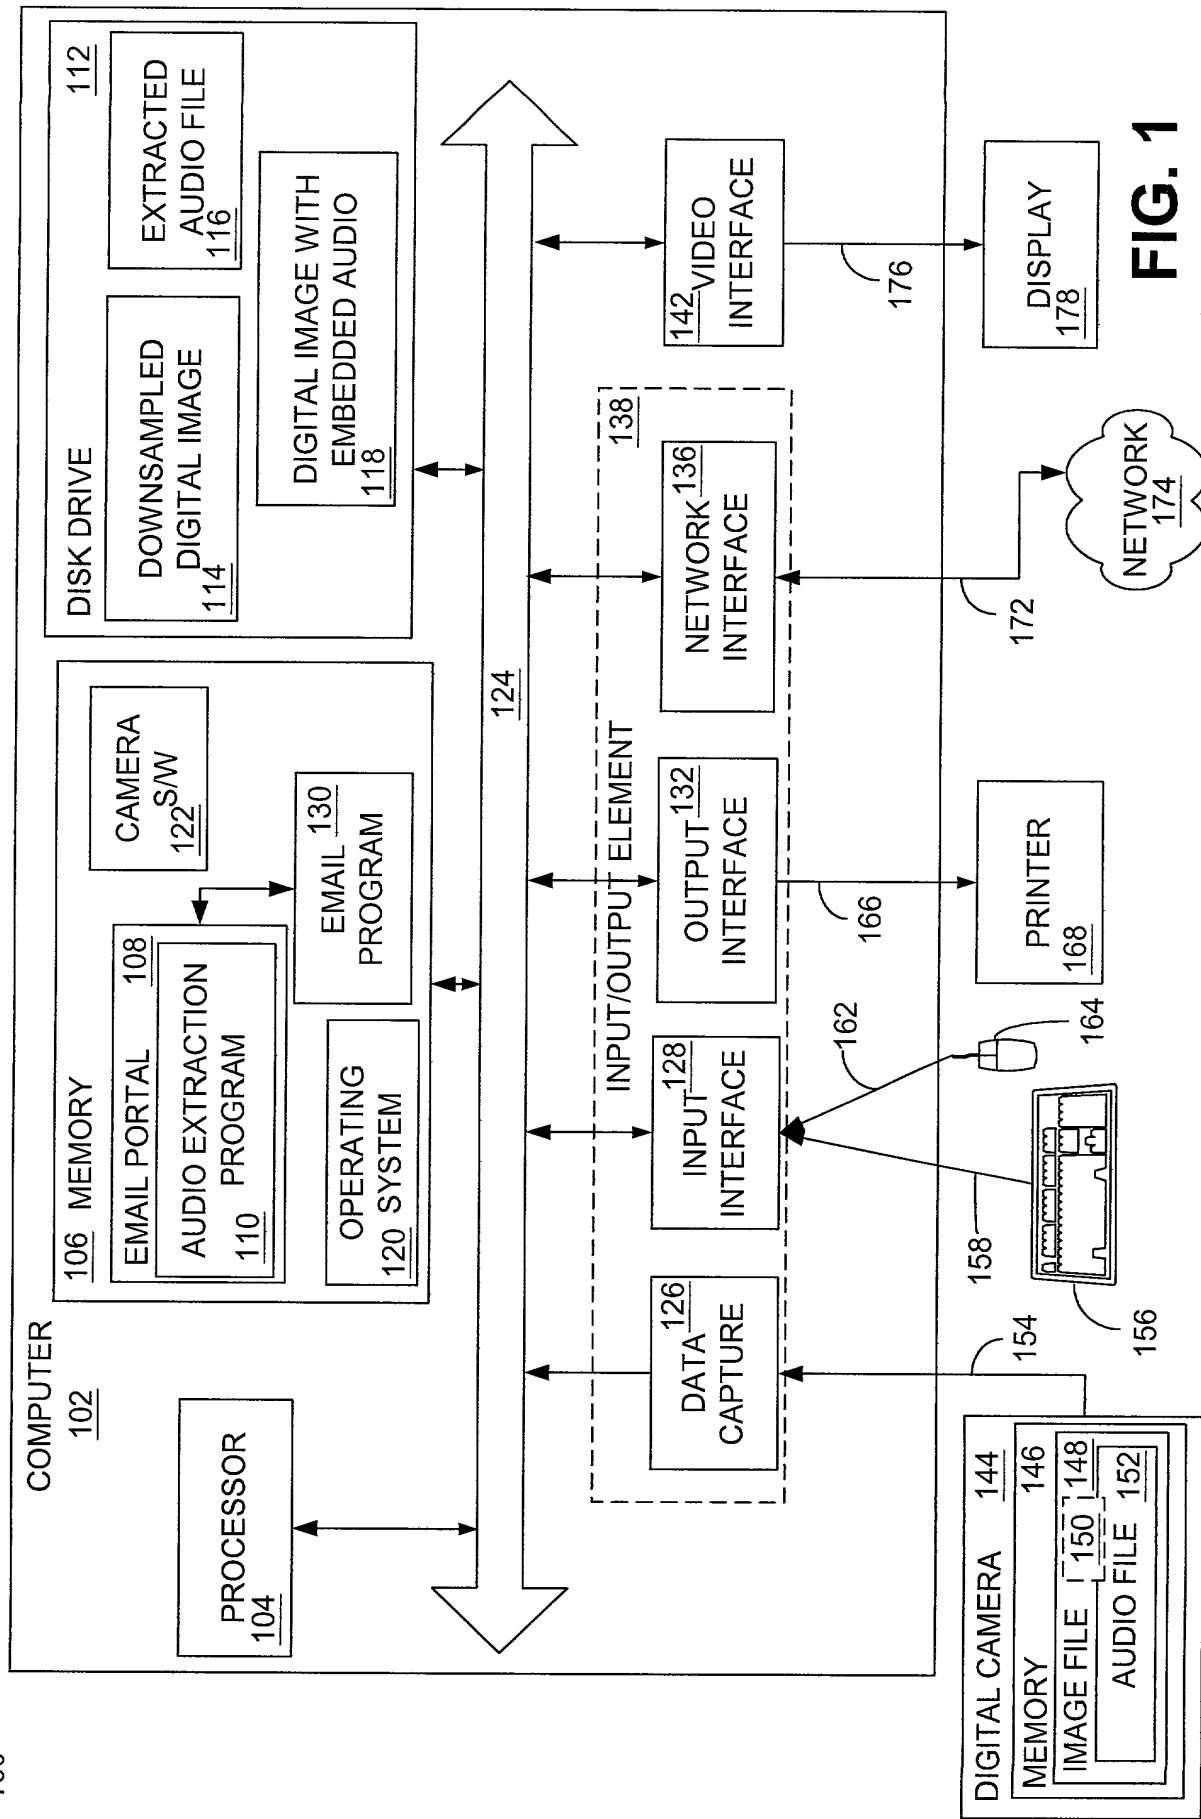 COMPUTER
102
PROCESSOR
104
106 MEMORY
EMAIL PORTAL 108
AUDIO EXTRACTION
PROGRAM
110
CAMERA
S/W
122
OPERATING
SYSTEM
120
EMAIL 130
PROGRAM
DISK DRIVE
112
DOWNSAMPLED
DIGITAL IMAGE
114
EXTRACTED
AUDIO FILE
116
DIGITAL IMAGE WITH
EMBEDDED AUDIO
118
124
INPUT/OUTPUT ELEMENT
138
DATA 126
CAPTURE
INPUT 128
INTERFACE
OUTPUT 132
INTERFACE
NETWORK 136
INTERFACE
142 VIDEO
INTERFACE
154
158
162
166
172
176
DIGITAL CAMERA 144
MEMORY 146
IMAGE FILE 148
150
AUDIO FILE 152
156
164
PRINTER
168
NETWORK
174
DISPLAY
178
FIG. 1